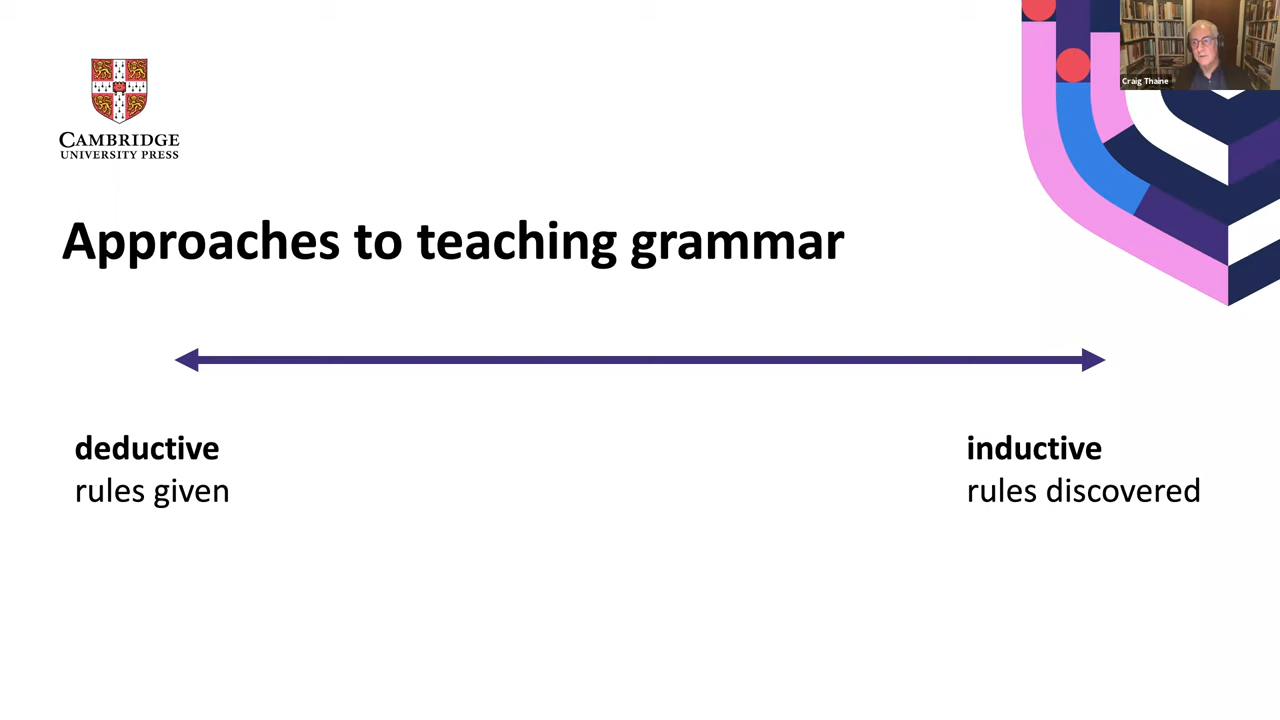 Craig Thaine
CAMBRIDGE
UNIVERSITY PRESS
Approaches to teaching grammar
deductive
rules given
inductive
rules discovered